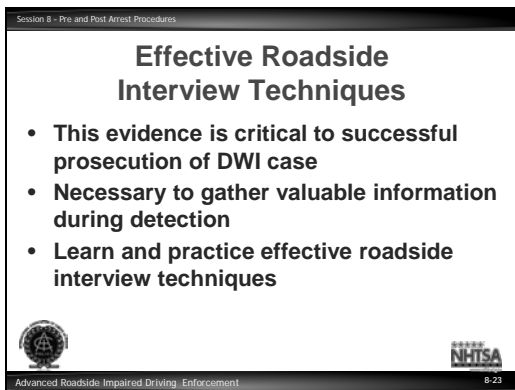 Session 8 - Pre and Post Arrest Procedures
Effective Roadside
Interview Techniques
• This evidence is critical to successful
prosecution of DWI case
• Necessary to gather valuable information
during detection
• Learn and practice effective roadside
interview techniques
NHTSA
Advanced Roadside Impaired Driving Enforcement
8-23